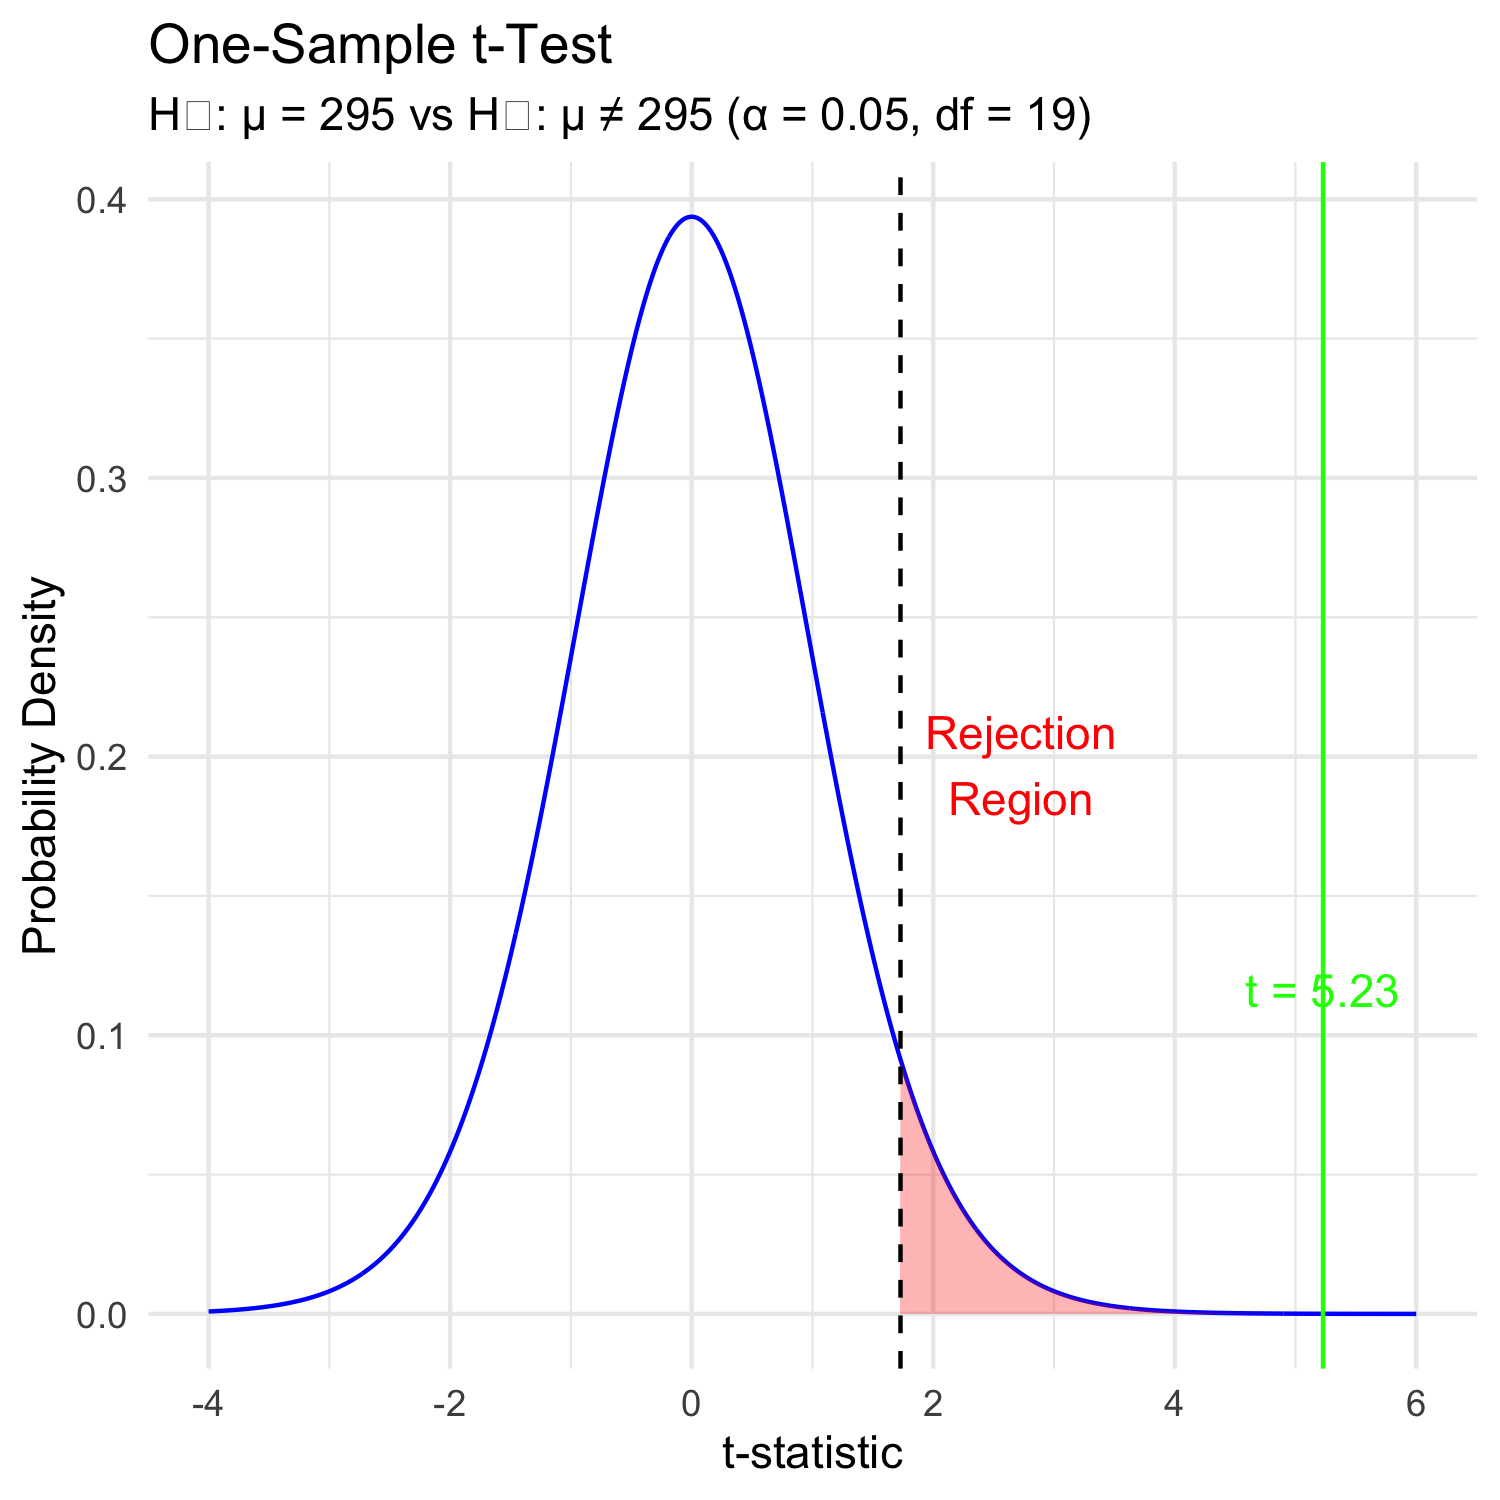 One-Sample t-Test
H□: μ = 295 vs H□: μ ≠ 295 (α = 0.05, df = 19)
0.4
0.3
0.2
0.1
0.0
Probability Density
Rejection
Region
t = 5.23
-4 -2 0 2 4 6
t-statistic